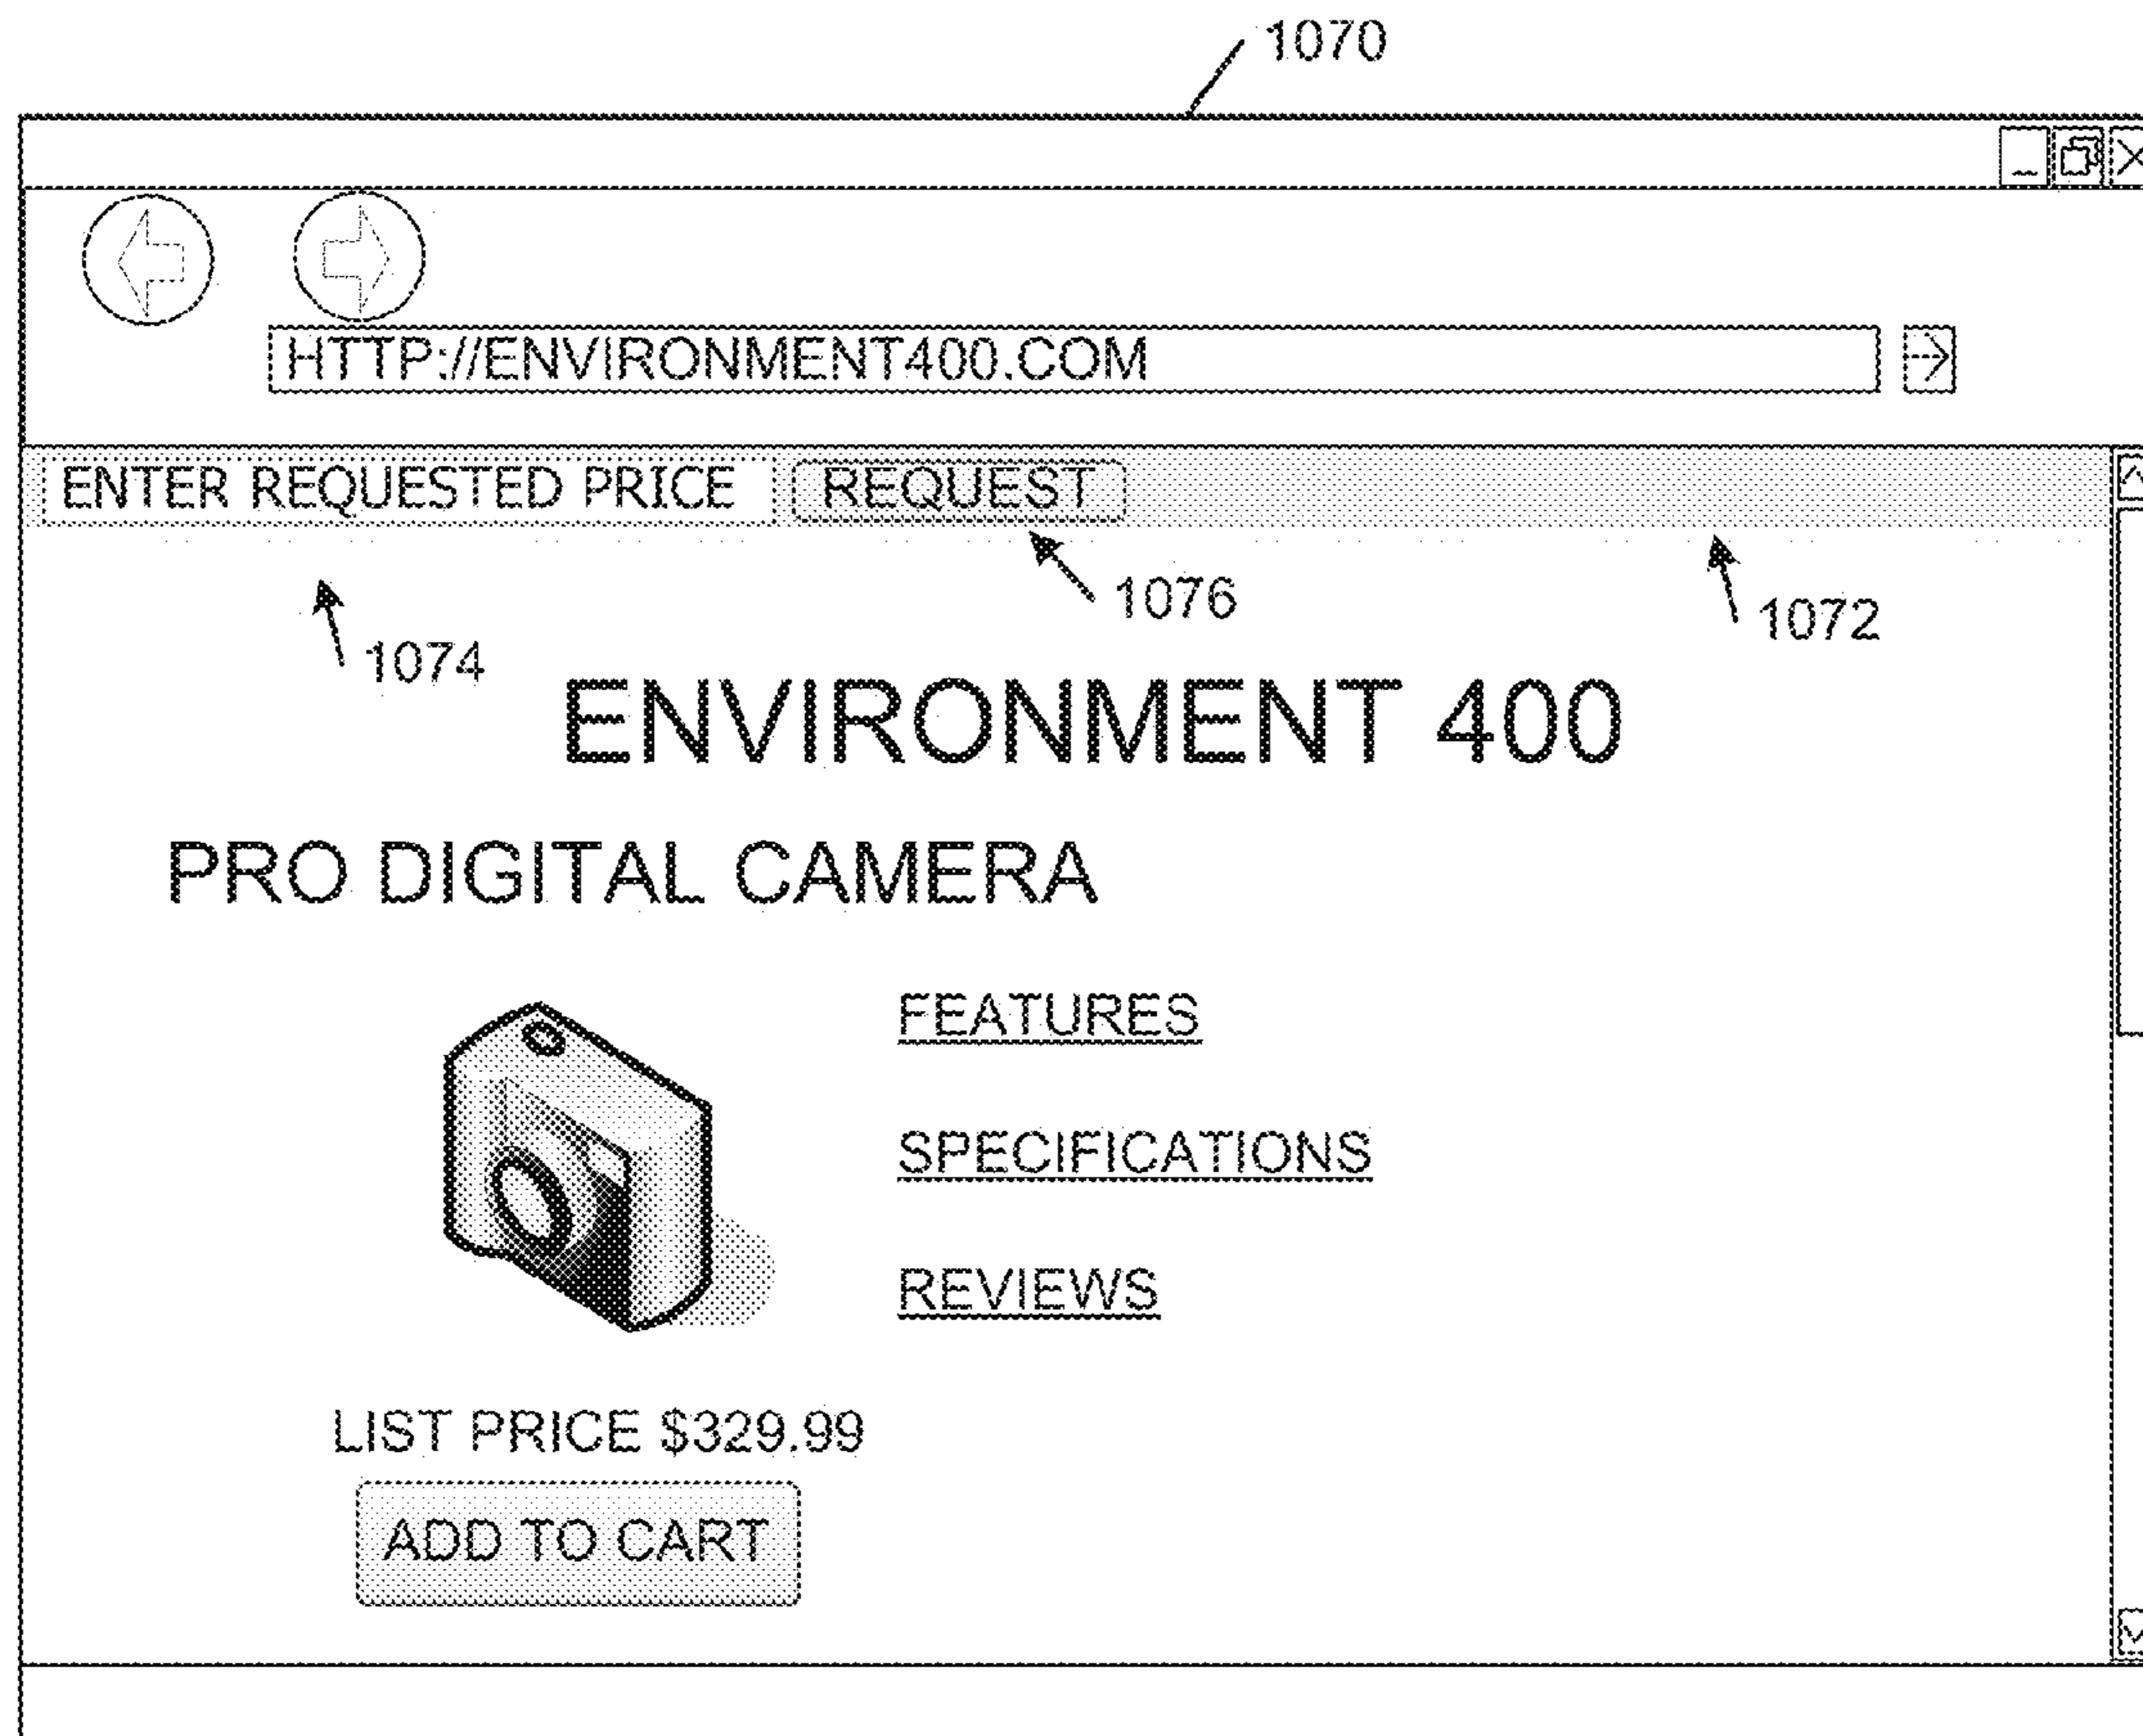 1070
HTTP://ENVIRONMENT400.COM
ENTER REQUESTED PRICE REQUEST
1076
1072
1074
ENVIRONMENT 400
PRO DIGITAL CAMERA
FEATURES
SPECIFICATIONS
REVIEWS
LIST PRICE $329.99
ADD TO CART